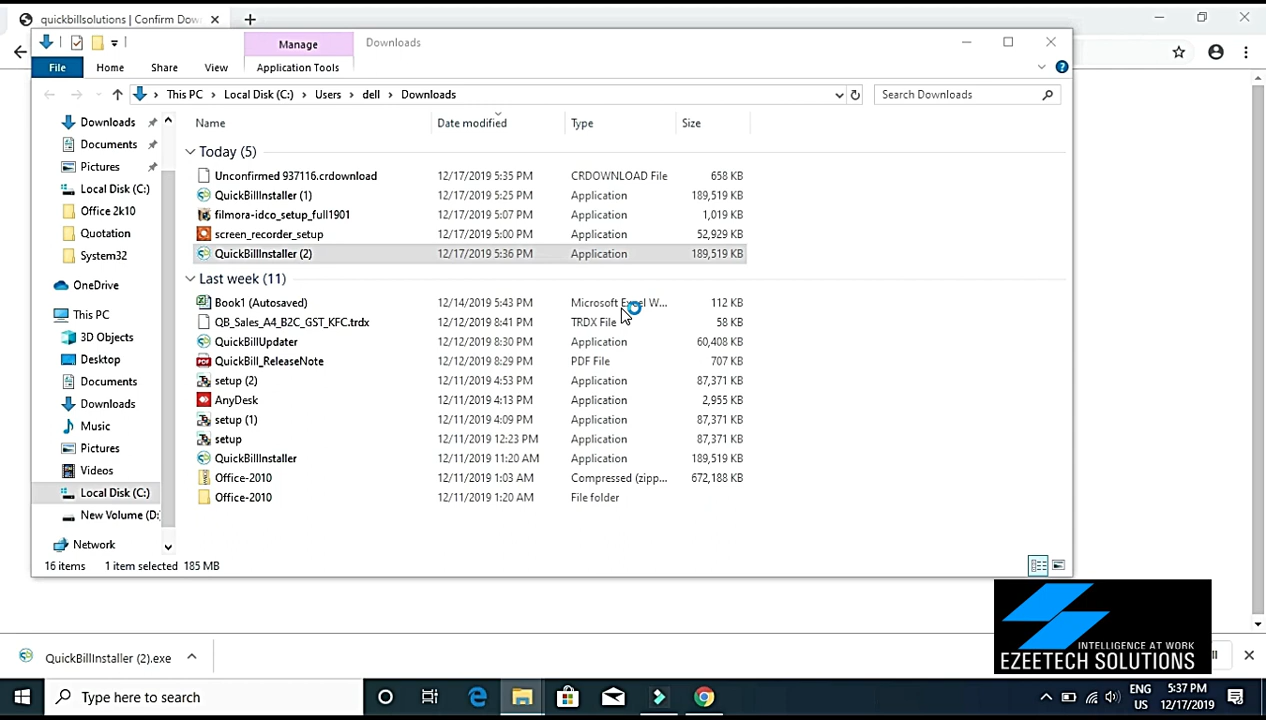 quickbillsolutions | Confirm Dow
Manage
Downloads
File
Home
Share
View
Application Tools
This PC
Local Disk (C:)
Users
dell
Downloads
Search Downloads
Name
Date modified
Type
Size
Downloads
Documents
Pictures
Local Disk (C:)
Office 2k10
Quotation
System32
OneDrive
This PC
3D Objects
Desktop
Documents
Downloads
Music
Pictures
Videos
Local Disk (C:)
New Volume (D:
Network
Today (5)
Unconfirmed 937116.crdownload 12/17/2019 5:35 PM CRDOWNLOAD File 658 KB
QuickBillInstaller (1) 12/17/2019 5:25 PM Application 189,519 KB
filmora-idco_setup_full1901 12/17/2019 5:07 PM Application 1,019 KB
screen_recorder_setup 12/17/2019 5:00 PM Application 52,929 KB
QuickBillInstaller (2) 12/17/2019 5:36 PM Application 189,519 KB
Last week (11)
Book1 (Autosaved) 12/14/2019 5:43 PM Microsoft Excel W... 112 KB
QB_Sales_A4_B2C_GST_KFC.trdx 12/12/2019 8:41 PM TRDX File 58 KB
QuickBillUpdater 12/12/2019 8:30 PM Application 60,408 KB
QuickBill_ReleaseNote 12/12/2019 8:29 PM PDF File 707 KB
setup (2) 12/11/2019 4:53 PM Application 87,371 KB
AnyDesk 12/11/2019 4:13 PM Application 2,955 KB
setup (1) 12/11/2019 4:09 PM Application 87,371 KB
setup 12/11/2019 12:23 PM Application 87,371 KB
QuickBillInstaller 12/11/2019 11:20 AM Application 189,519 KB
Office-2010 12/11/2019 1:03 AM Compressed (zipp... 672,188 KB
Office-2010 12/11/2019 1:20 AM File folder
16 items
1 item selected 185 MB
INTELLIGENCE AT WORK
EZEETECH SOLUTIONS
QuickBillInstaller (2).exe
Type here to search
ENG
US
5:37 PM
12/17/2019